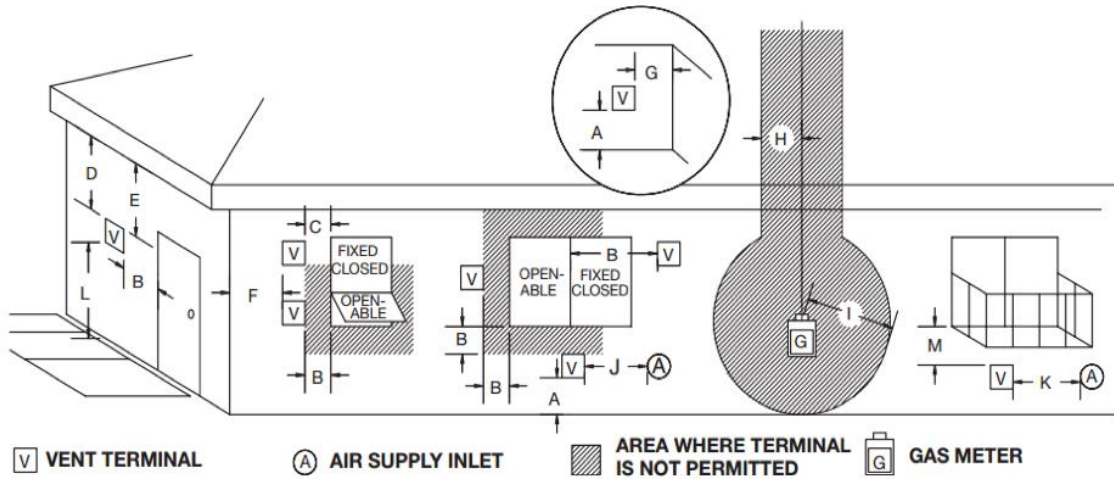 G
V
A
H
D
E
V
B
L
F
C
V
FIXED
CLOSED
V
OPEN-
ABLE
B
V
OPEN-
ABLE
B
FIXED
CLOSED
V
B
B
V
J
A
A
I
G
M
V
K
A
V VENT TERMINAL
A AIR SUPPLY INLET
AREA WHERE TERMINAL
IS NOT PERMITTED
G GAS METER